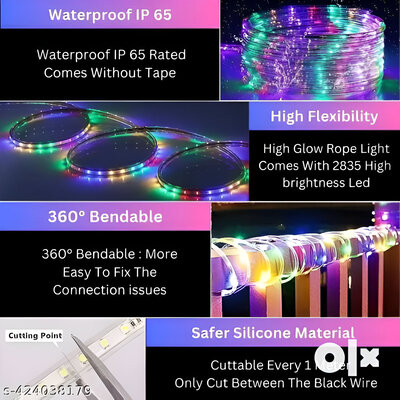 Waterproof IP 65
Waterproof IP 65 Rated
Comes Without Tape
High Flexibility
High Glow Rope Light
Comes With 2835 High
brightness Led
360° Bendable
360° Bendable : More
Easy To Fix The
Connection issues
Cutting Point
Safer Silicone Material
Cuttable Every 1 Meter
Only Cut Between The Black Wire
olx
s-424038179